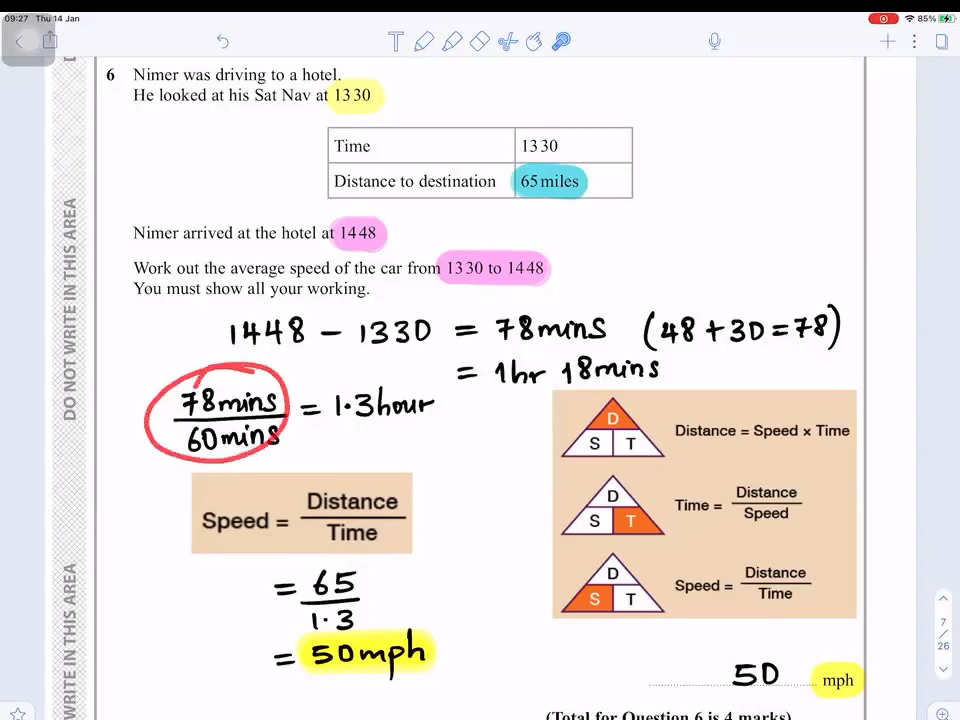 09:27 Thu 14 Jan
85%
T
6 Nimer was driving to a hotel.
He looked at his Sat Nav at 1330
Time 1330
Distance to destination 65 miles
Nimer arrived at the hotel at 1448
Work out the average speed of the car from 1330 to 1448
You must show all your working.
1448 - 1330 = 78mins (48+30=78)
= 1hr 18mins
78mins
60mins = 1.3hour
D
S T
Distance = Speed × Time
D
S T
Time = Distance
Speed
D
S T
Speed = Distance
Time
Speed = Distance
Time
= 65
1.3
= 50mph
50 mph
(Total for Question 6 is 4 marks)
DO NOT WRITE IN THIS AREA
WRITE IN THIS AREA
7
/
26